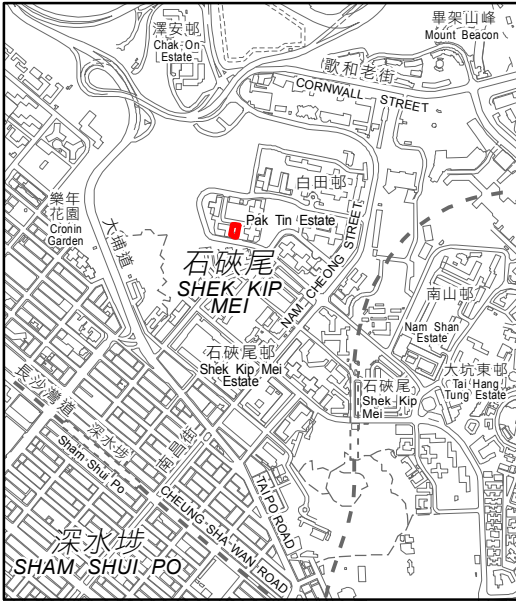 澤安邨
Chak On
Estate
畢架山峰
Mount Beacon
歌和老街
CORNWALL STREET
樂年
花園
Cronin
Garden
大埔道
白田邨
Pak Tin Estate
石硤尾
SHEK KIP
MEI
NAM CHEONG STREET
南山邨
Nam Shan
Estate
石硤尾邨
Shek Kip Mei
Estate
石硤尾
Shek Kip
Mei
大坑東邨
Tai Hang
Tung Estate
長沙灣道
深水埗
Sham Shui Po
南昌街
CHEUNG SHA WAN ROAD
TAI PO ROAD
深水埗
SHAM SHUI PO